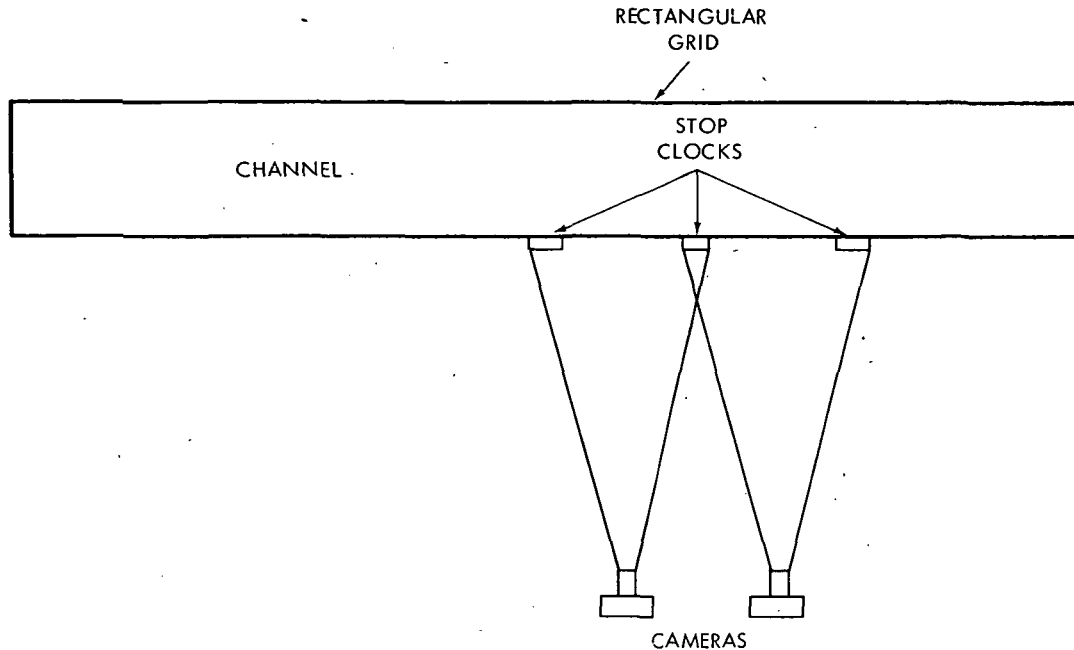 RECTANGULAR
GRID
STOP
CLOCKS
CHANNEL
CAMERAS